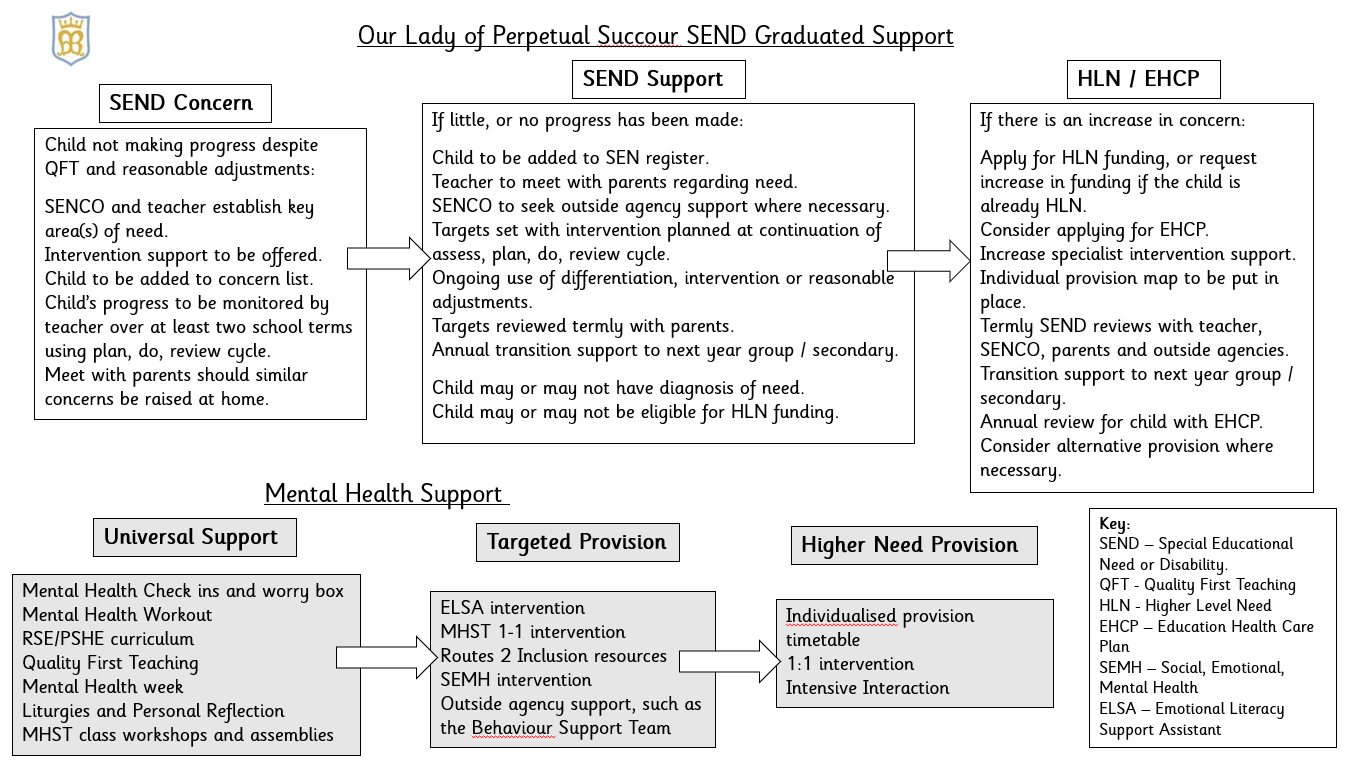 Our Lady of Perpetual Succour SEND Graduated Support
SEND Concern
Child not making progress despite
QFT and reasonable adjustments:
SENCO and teacher establish key
area(s) of need.
Intervention support to be offered.
Child to be added to concern list.
Child's progress to be monitored by
teacher over at least two school terms
using plan, do, review cycle.
Meet with parents should similar
concerns be raised at home.
SEND Support
If little, or no progress has been made:
Child to be added to SEN register.
Teacher to meet with parents regarding need.
SENCO to seek outside agency support where necessary.
Targets set with intervention planned at continuation of
assess, plan, do, review cycle.
Ongoing use of differentiation, intervention or reasonable
adjustments.
Targets reviewed termly with parents.
Annual transition support to next year group / secondary.
Child may or may not have diagnosis of need.
Child may or may not be eligible for HLN funding.
HLN / EHCP
If there is an increase in concern:
Apply for HLN funding, or request
increase in funding if the child is
already HLN.
Consider applying for EHCP.
Increase specialist intervention support.
Individual provision map to be put in
place.
Termly SEND reviews with teacher,
SENCO, parents and outside agencies.
Transition support to next year group /
secondary.
Annual review for child with EHCP.
Consider alternative provision where
necessary.
Mental Health Support
Universal Support
Mental Health Check ins and worry box
Mental Health Workout
RSE/PSHE curriculum
Quality First Teaching
Mental Health week
Liturgies and Personal Reflection
MHST class workshops and assemblies
Targeted Provision
ELSA intervention
MHST 1-1 intervention
Routes 2 Inclusion resources
SEMH intervention
Outside agency support, such as
the Behaviour Support Team
Higher Need Provision
Individualised provision
timetable
1:1 intervention
Intensive Interaction
Key:
SEND – Special Educational
Need or Disability.
QFT - Quality First Teaching
HLN - Higher Level Need
EHCP – Education Health Care
Plan
SEMH – Social, Emotional,
Mental Health
ELSA – Emotional Literacy
Support Assistant